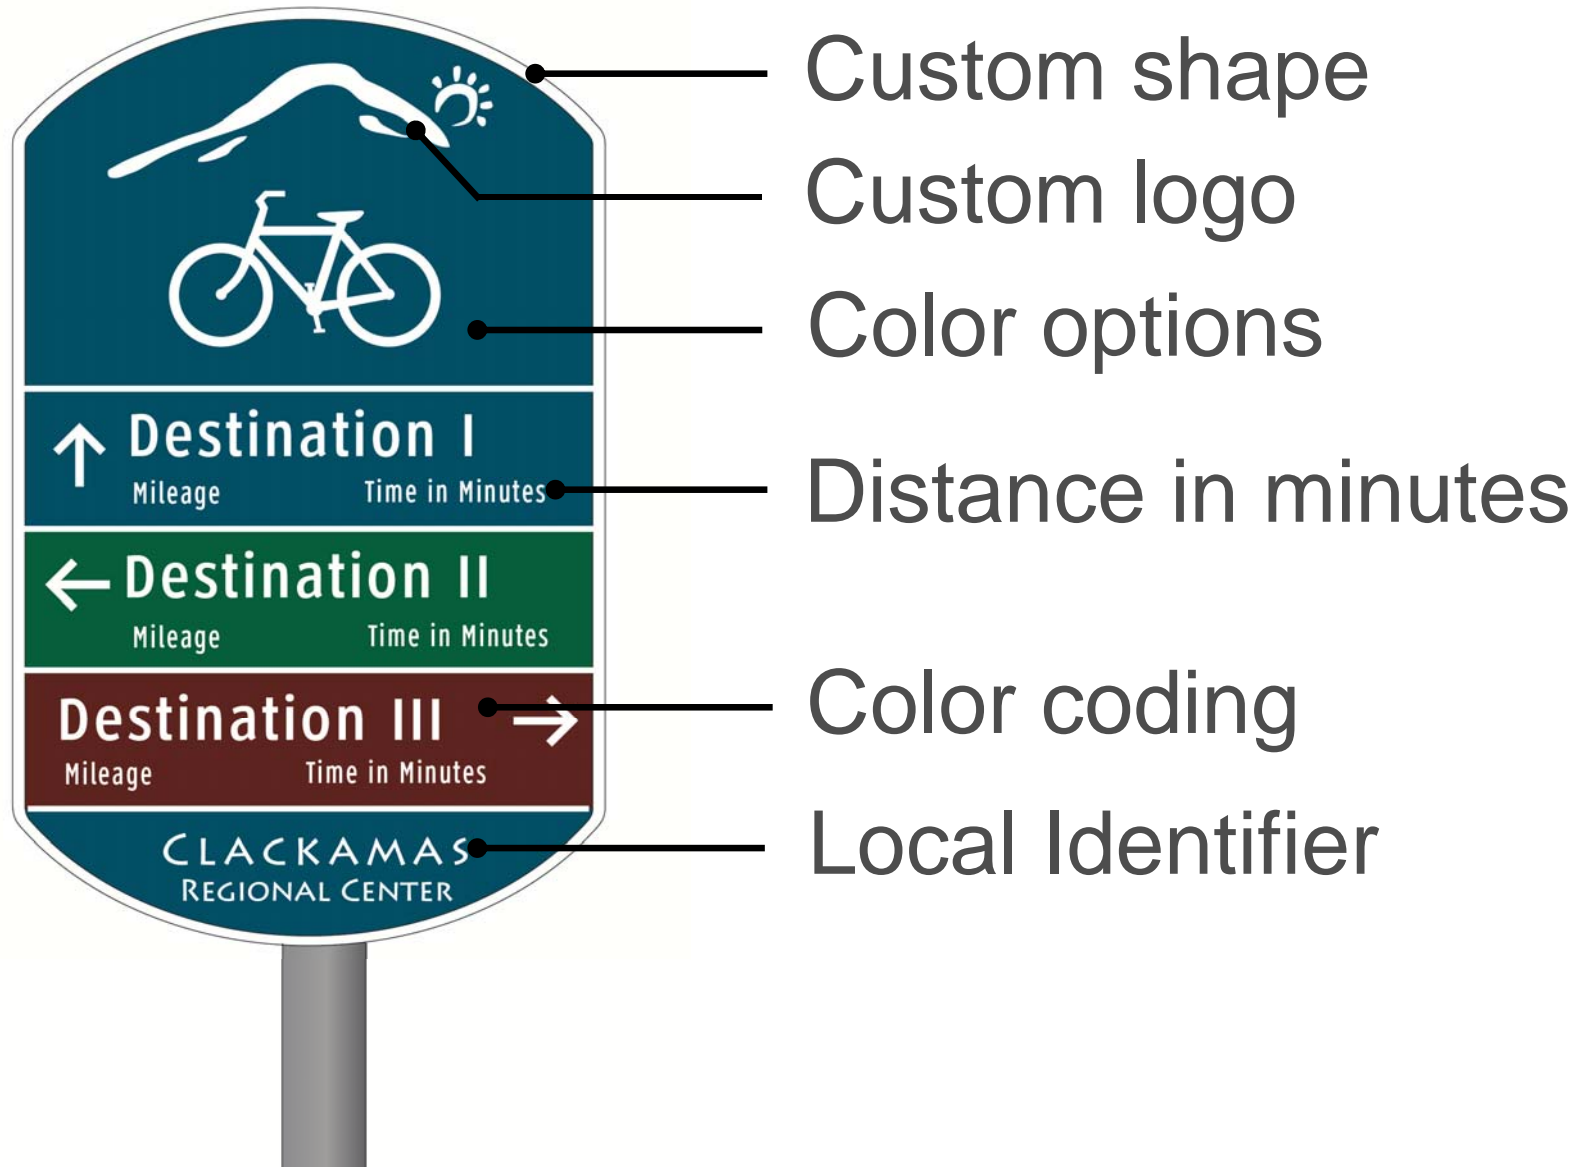 Custom shape
Custom logo
Color options
Destination I
Mileage Time in Minutes
Distance in minutes
Destination II
Mileage Time in Minutes
Destination III
Mileage Time in Minutes
Color coding
CLACKAMAS
REGIONAL CENTER
Local Identifier